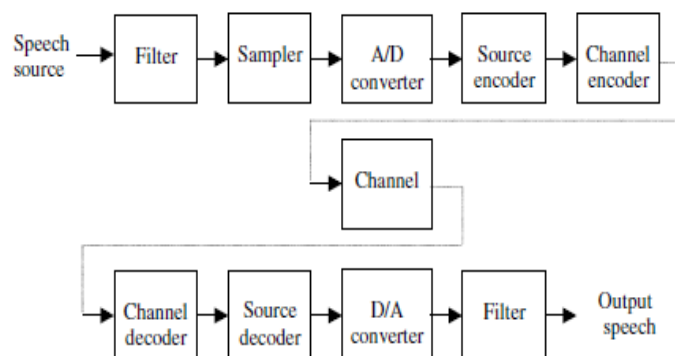 Speech
source
Filter
Sampler
A/D
converter
Source
encoder
Channel
encoder
Channel
Channel
decoder
Source
decoder
D/A
converter
Filter
Output
speech